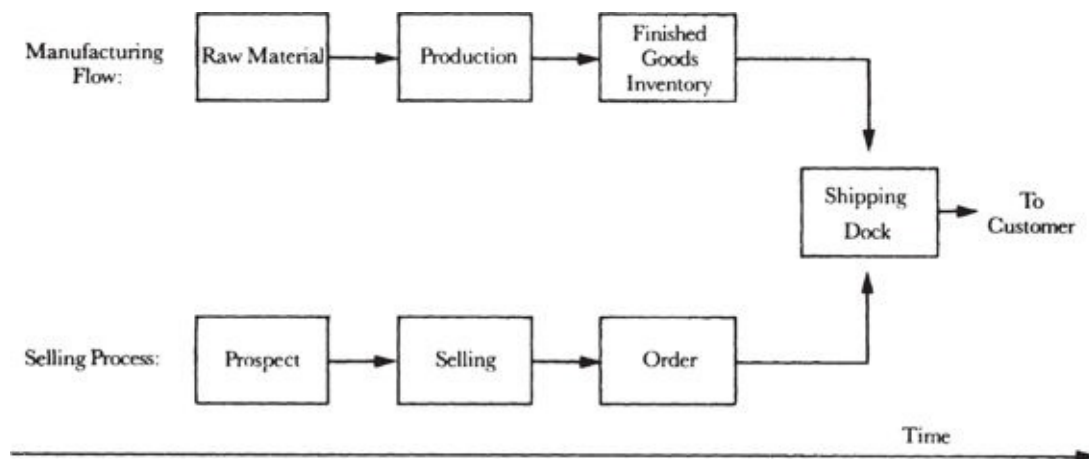 Manufacturing
Flow:
Raw Material
Production
Finished
Goods
Inventory
Shipping
Dock
To
Customer
Selling Process:
Prospect
Selling
Order
Time